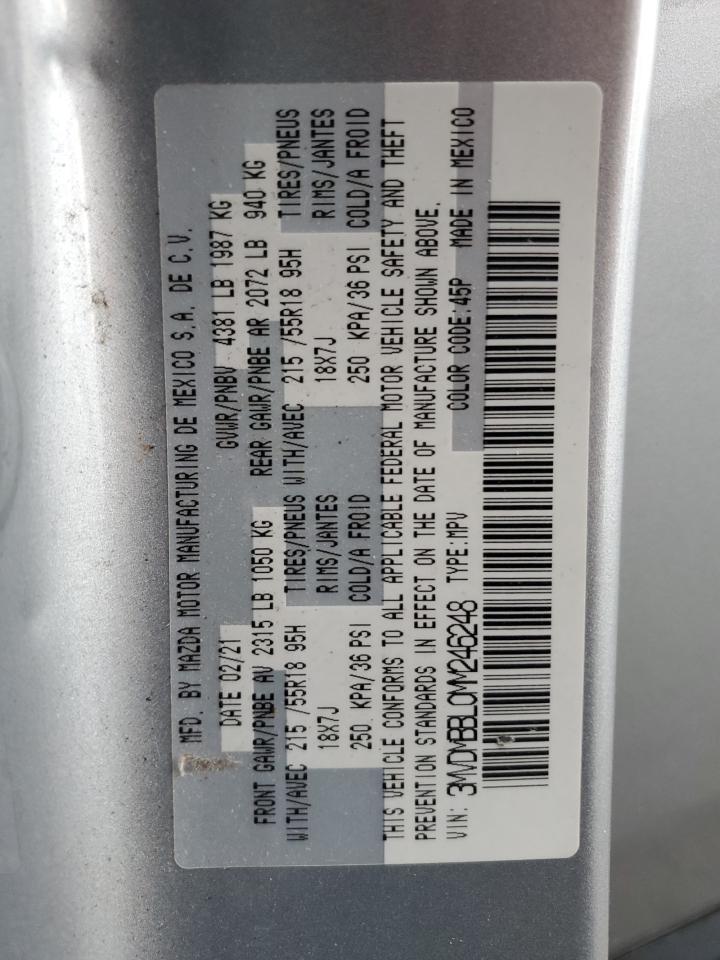 MFD. BY MAZDA MOTOR MANUFACTURING DE MEXICO S.A. DE C.V.
DATE 02/21 GVWR/PNBV 4381 LB 1987 KG
FRONT GAWR/PNBE AV 2315 LB 1050 KG REAR GAWR/PNBE AR 2072 LB 940 KG
WITH/AVEC 215 /55R18 95H TIRES/PNEUS WITH/AVEC 215 /55R18 95H TIRES/PNEUS
18X7J RIMS/JANTES 18X7J RIMS/JANTES
250 KPA/36 PSI COLD/A FROID 250 KPA/36 PSI COLD/A FROID
THIS VEHICLE CONFORMS TO ALL APPLICABLE FEDERAL MOTOR VEHICLE SAFETY AND THEFT
PREVENTION STANDARDS IN EFFECT ON THE DATE OF MANUFACTURE SHOWN ABOVE.
VIN: 3MVDMBBL0MM246248 TYPE:MPV COLOR CODE:45P MADE IN MEXICO